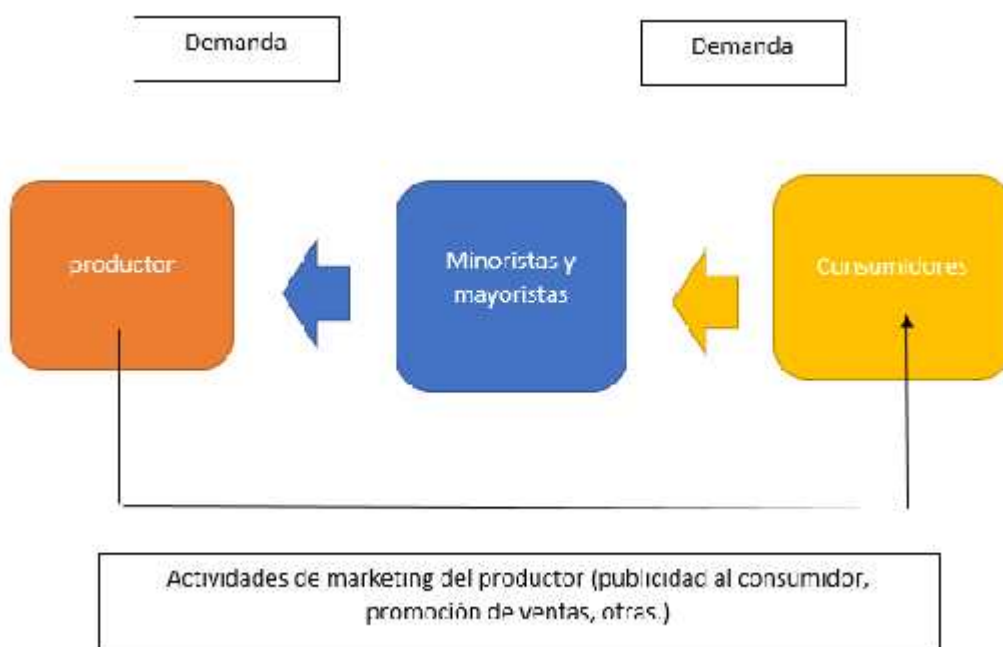 Demanda
Demanda
productor
Minoristas y
mayoristas
Consumidores
Actividades de marketing del productor (publicidad al consumidor,
promoción de ventas, otras.)